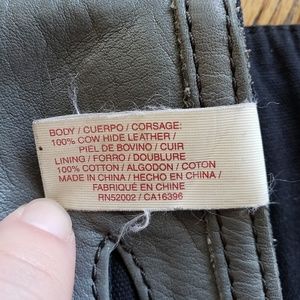 BODY / CUERPO / CORSAGE:
100% COW HIDE LEATHER /
PIEL DE BOVINO / CUIR
LINING / FORRO / DOUBLURE
100% COTTON / ALGODON / COTON
MADE IN CHINA / HECHO EN CHINA /
FABRIQUÉ EN CHINE
RN52002 / CA16396